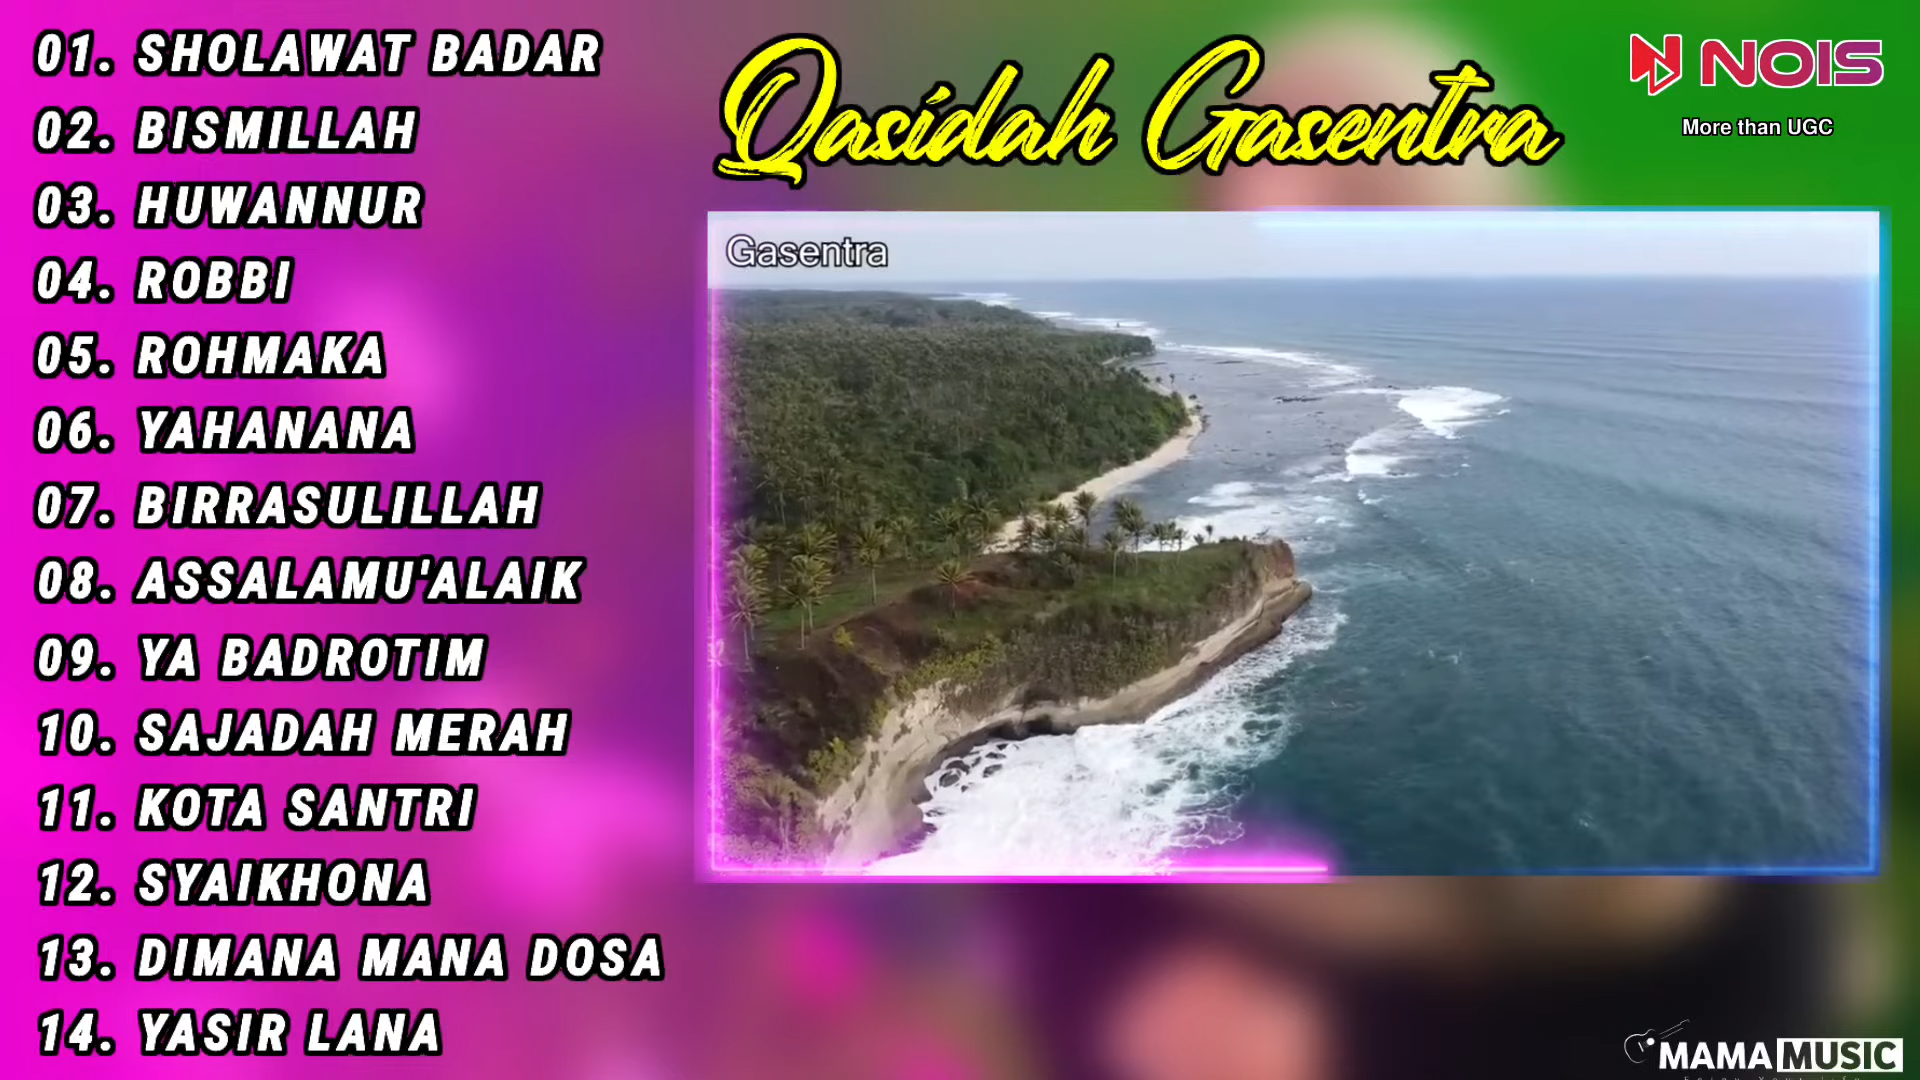 01. SHOLAWAT BADAR
02. BISMILLAH
03. HUWANNUR
04. ROBBI
05. ROHMAKA
06. YAHANANA
07. BIRRASULILLAH
08. ASSALAMU'ALAIK
09. YA BADROTIM
10. SAJADAH MERAH
11. KOTA SANTRI
12. SYAIKHONA
13. DIMANA MANA DOSA
14. YASIR LANA
Qasidah Gasentra
NOIS
More than UGC
Gasentra
MAMA MUSIC